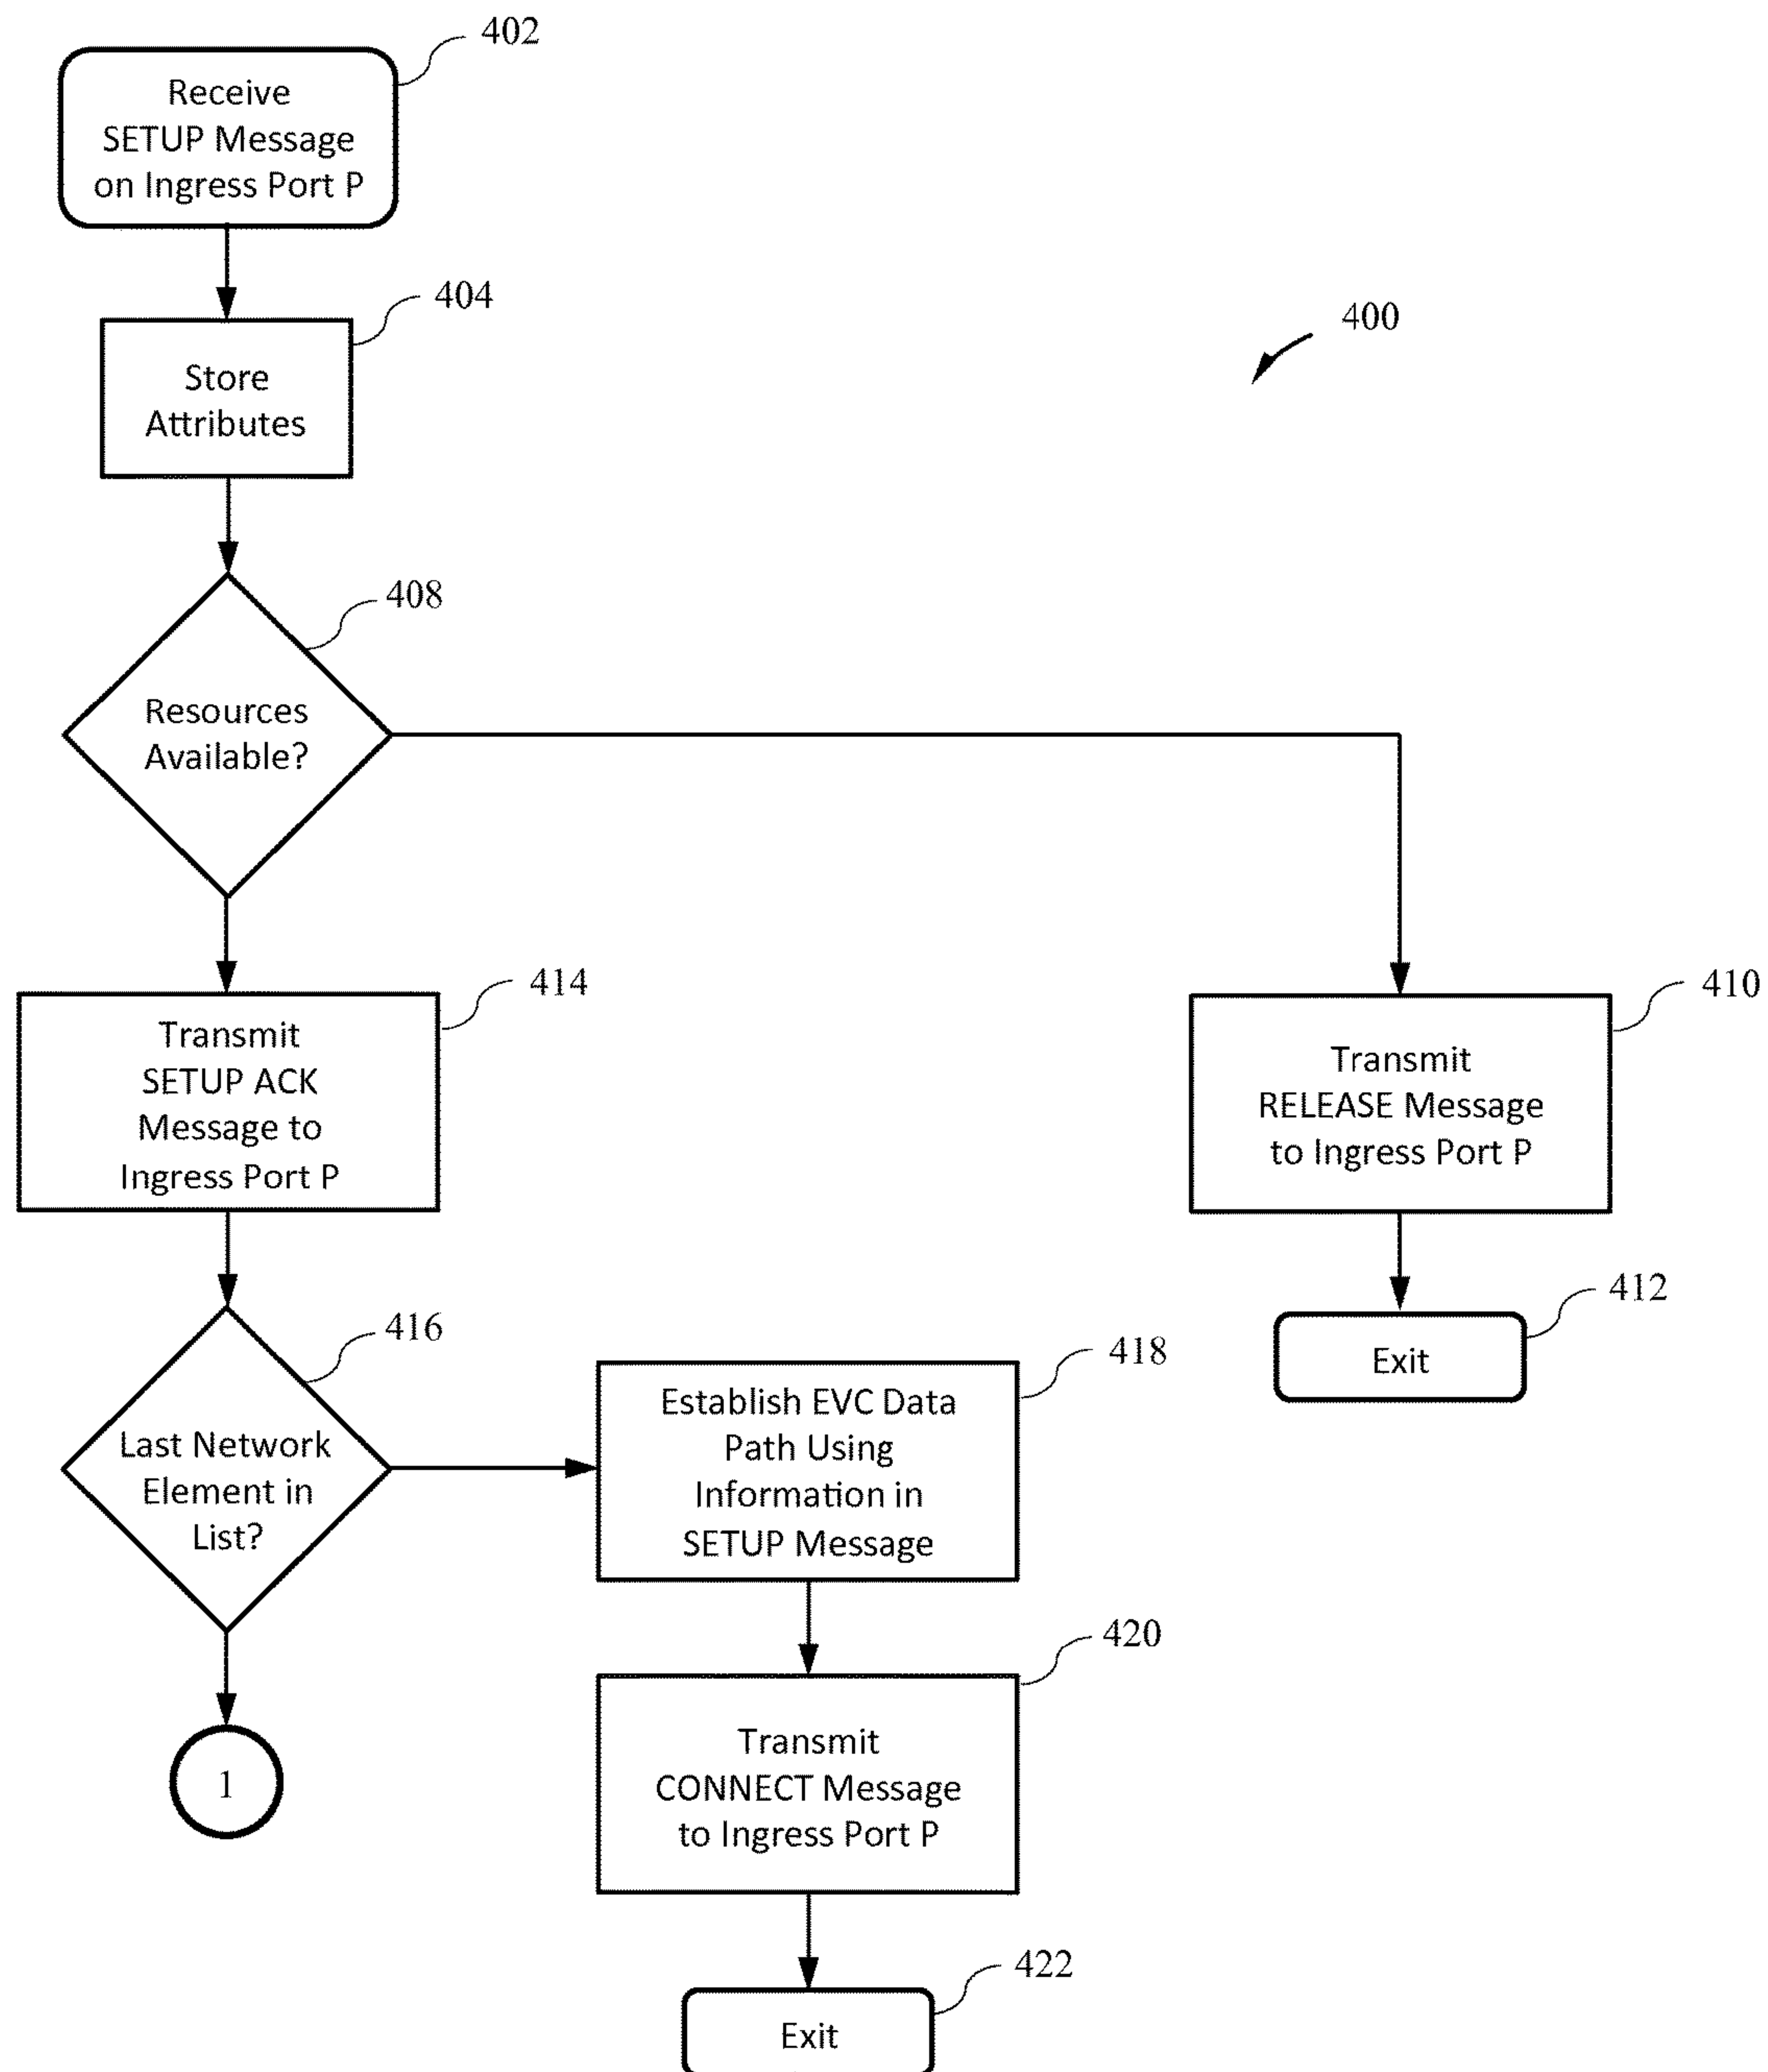 402
Receive
SETUP Message
on Ingress Port P
404
Store
Attributes
400
408
Resources
Available?
414
Transmit
SETUP ACK
Message to
Ingress Port P
410
Transmit
RELEASE Message
to Ingress Port P
412
Exit
416
Last Network
Element in
List?
418
Establish EVC Data
Path Using
Information in
SETUP Message
420
Transmit
CONNECT Message
to Ingress Port P
1
422
Exit